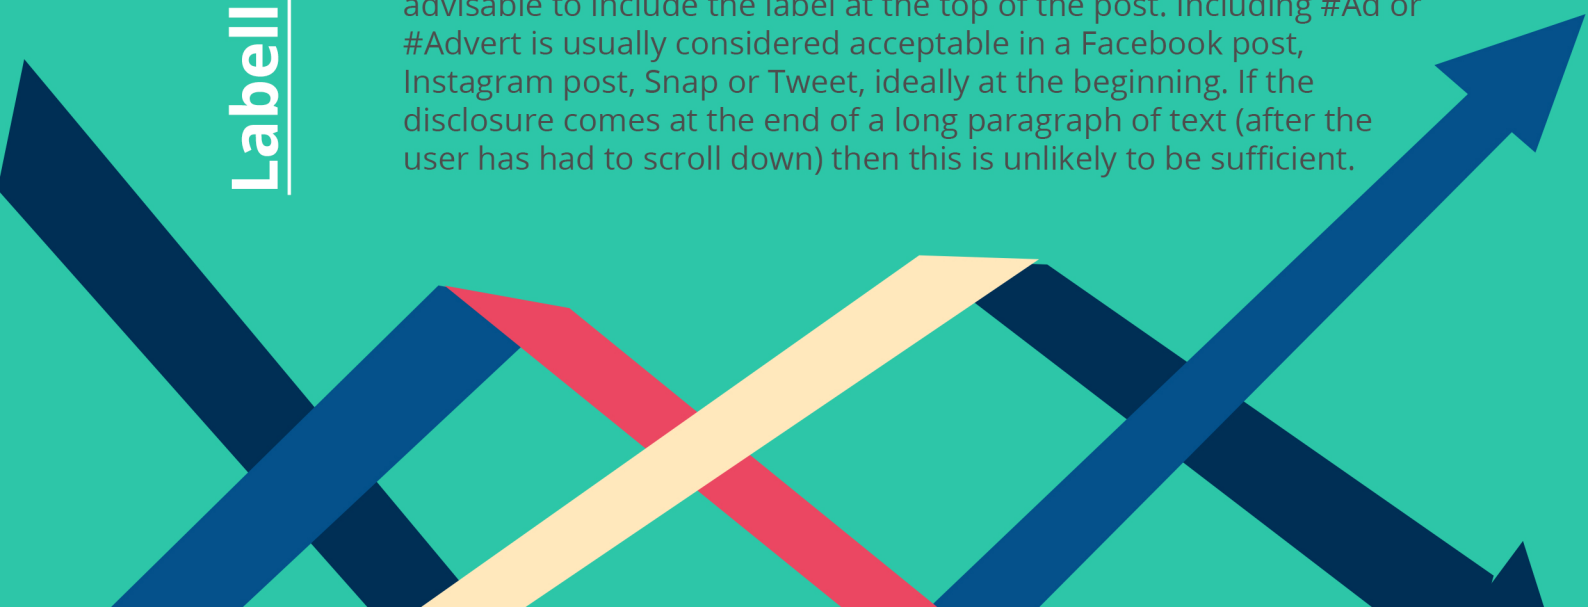 Labell
advisable to include the label at the top of the post. Including #Ad or
#Advert is usually considered acceptable in a Facebook post,
Instagram post, Snap or Tweet, ideally at the beginning. If the
disclosure comes at the end of a long paragraph of text (after the
user has had to scroll down) then this is unlikely to be sufficient.